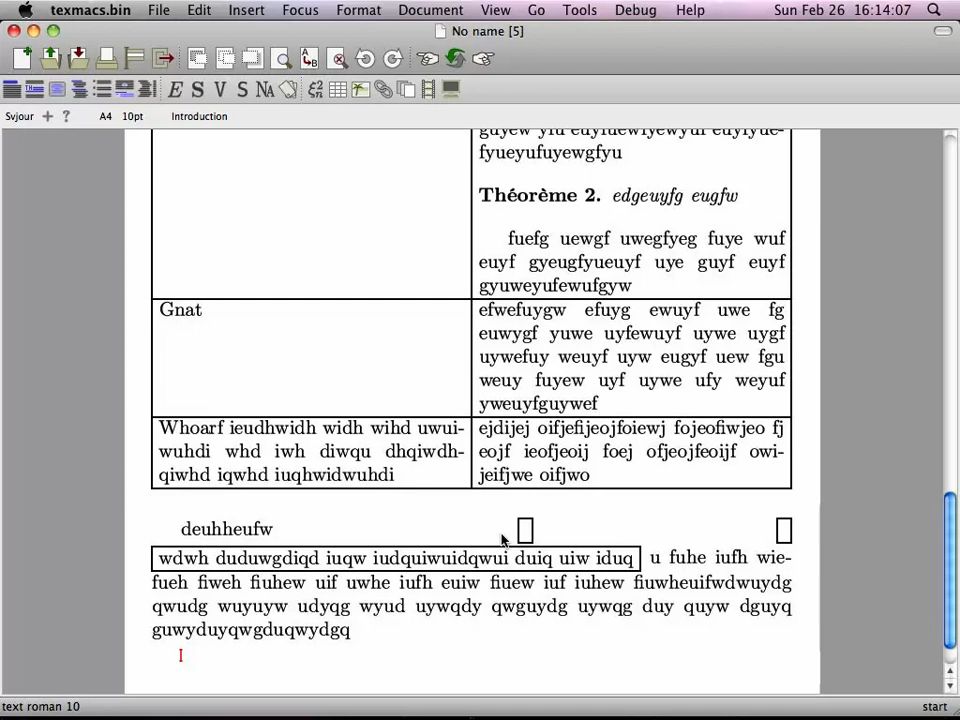 texmacs.bin File Edit Insert Focus Format Document View Go Tools Debug Help Sun Feb 26 16:14:07
No name [5]
Svjour A4 10pt Introduction
fyueyufuyewgfyu
Théorème 2. edgeuyfg eugfw
fuefg uewgf uwegfyeg fuye wuf
euyf gyeugfyueuyf uye guyf euyf
gyuweyufewufgyw
Gnat
efwefuygw efuyg ewuyf uwe fg
euwygf yuwe uyfewuyf uywe uygf
uywefuy weuyf uyw eugyf uew fgu
weuy fuyew uyf uywe ufy weyuf
yweuyfguywef
Whoarf ieudhwidh widh wihd uwui-
wuhdi whd iwh diwqu dhqiwdh-
qiwhd iqwhd iuqhwidwuhdi
ejdijej oifjefijeojfoiewj fojeofiwjeo fj
eojf ieofjeoij foej ofjeojfeoijf owi-
jeifjwe oifjwo
deuhheufw
wdwh duduwgdiqd iuqw iudquiwuidqwui duiq uiw iduq u fuhe iufh wie-
fueh fiweh fiuhew uif uwhe iufh euiw fiuew iuf iuhew fiuwheuifwdwuydg
qwudg wuyuyw udyqg wyud uywqdy qwguydg uywqg duy quyw dguyq
guwyduyqwgduqwydgq
text roman 10 start